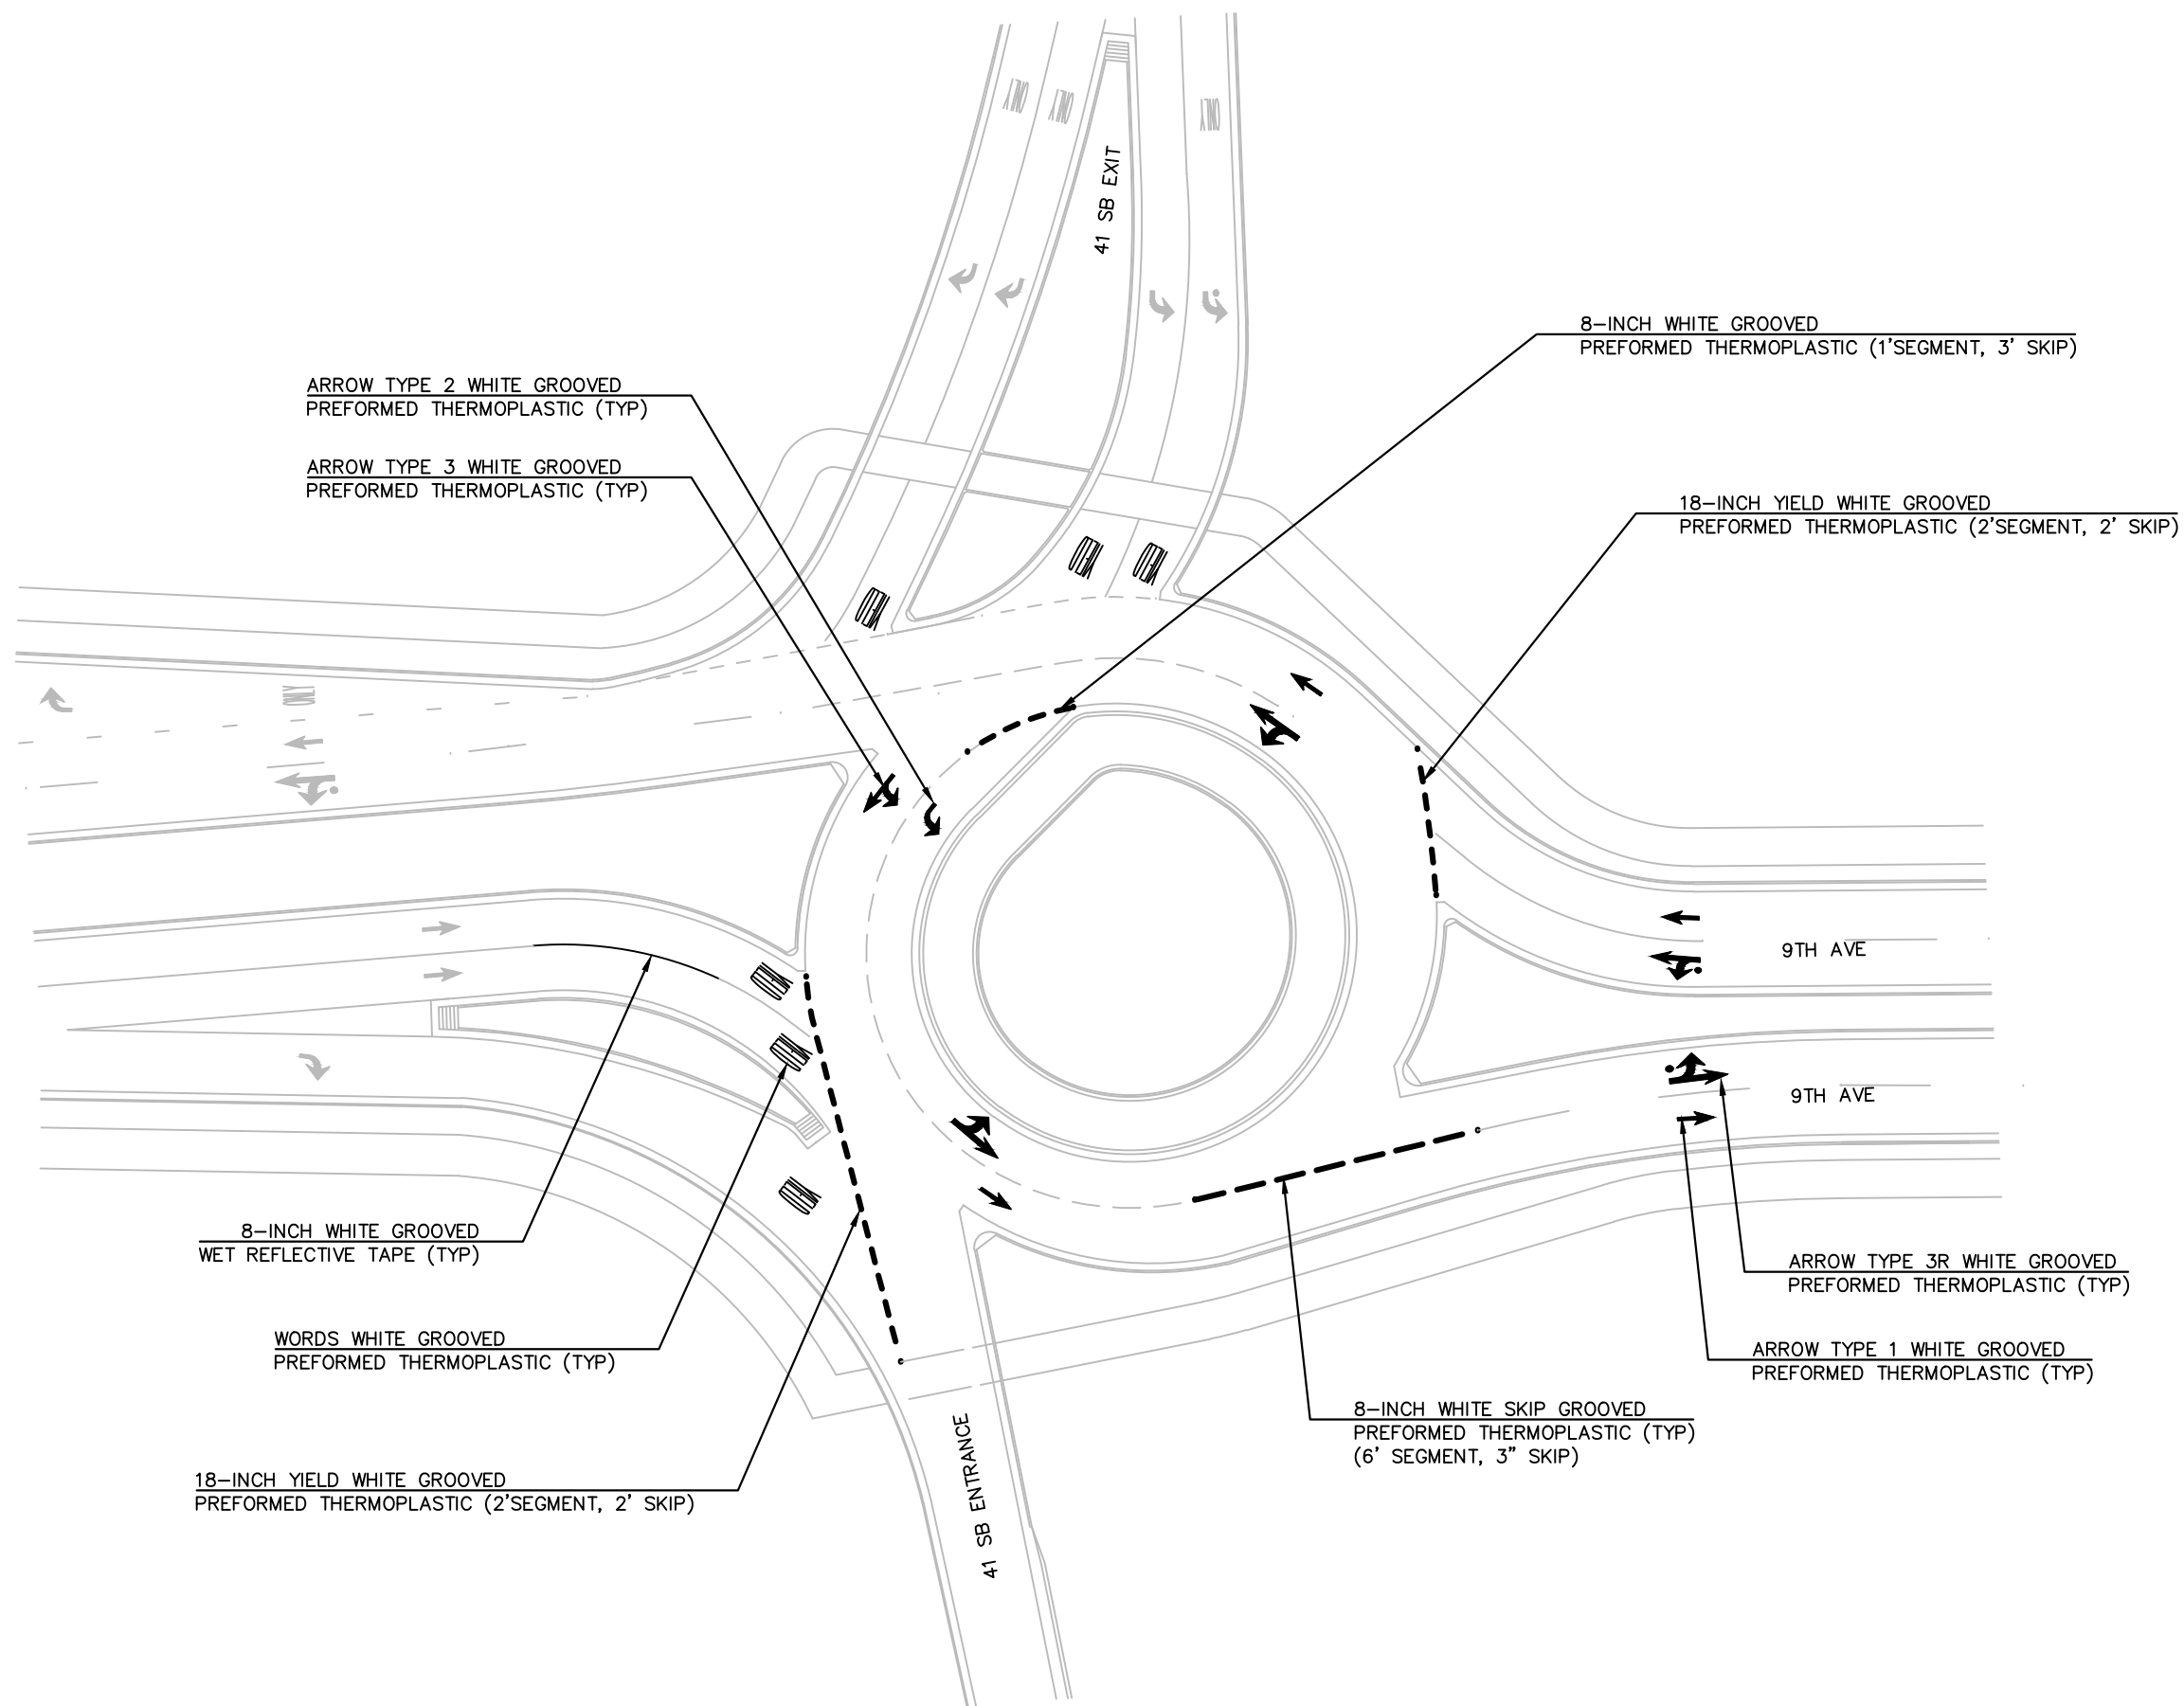 ONLY
ONLY
ONLY
41 SB EXIT
8-INCH WHITE GROOVED
PREFORMED THERMOPLASTIC (1'SEGMENT, 3' SKIP)
ARROW TYPE 2 WHITE GROOVED
PREFORMED THERMOPLASTIC (TYP)
ARROW TYPE 3 WHITE GROOVED
PREFORMED THERMOPLASTIC (TYP)
18-INCH YIELD WHITE GROOVED
PREFORMED THERMOPLASTIC (2'SEGMENT, 2' SKIP)
9TH AVE
9TH AVE
8-INCH WHITE GROOVED
WET REFLECTIVE TAPE (TYP)
ARROW TYPE 3R WHITE GROOVED
PREFORMED THERMOPLASTIC (TYP)
WORDS WHITE GROOVED
PREFORMED THERMOPLASTIC (TYP)
ARROW TYPE 1 WHITE GROOVED
PREFORMED THERMOPLASTIC (TYP)
8-INCH WHITE SKIP GROOVED
PREFORMED THERMOPLASTIC (TYP)
(6' SEGMENT, 3" SKIP)
18-INCH YIELD WHITE GROOVED
PREFORMED THERMOPLASTIC (2'SEGMENT, 2' SKIP)
41 SB ENTRANCE